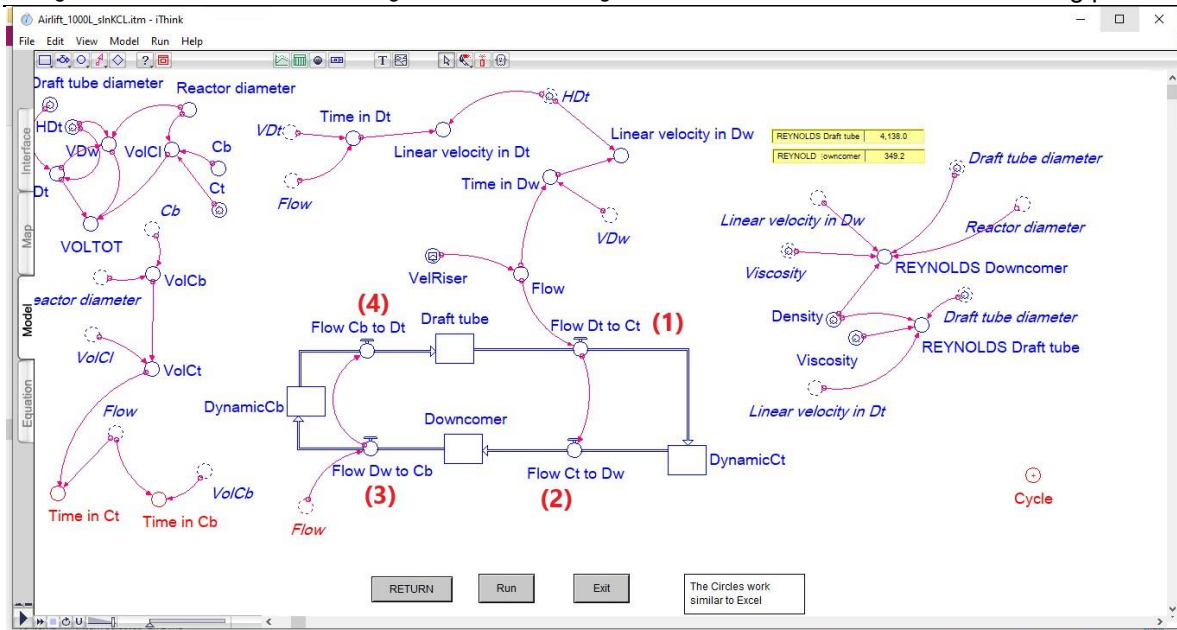 Airlift_1000L_slnKCL.itm - iThink
File Edit View Model Run Help
Interface
Map
Model
Equation
Draft tube diameter
Reactor diameter
HDt
VDw
VolCl
Cb
Dt
Ct
VOLTOT
Cb
VolCb
eactor diameter
VolCl
VolCt
Flow
VolCb
Time in Ct
Time in Cb
VDt
Time in Dt
Flow
Linear velocity in Dt
HDt
Linear velocity in Dw
Time in Dw
VDw
VelRiser
Flow
REYNOLDS Draft tube 4,138.0
REYNOLD :owncomer 349.2
Draft tube diameter
Linear velocity in Dw
Reactor diameter
Viscosity
REYNOLDS Downcomer
Density
Draft tube diameter
Viscosity
REYNOLDS Draft tube
Linear velocity in Dt
(4)
Flow Cb to Dt
Draft tube
Flow Dt to Ct
(1)
DynamicCb
Downcomer
DynamicCt
Flow Dw to Cb
(3)
Flow Ct to Dw
(2)
Flow
Cycle
RETURN
Run
Exit
The Circles work
similar to Excel